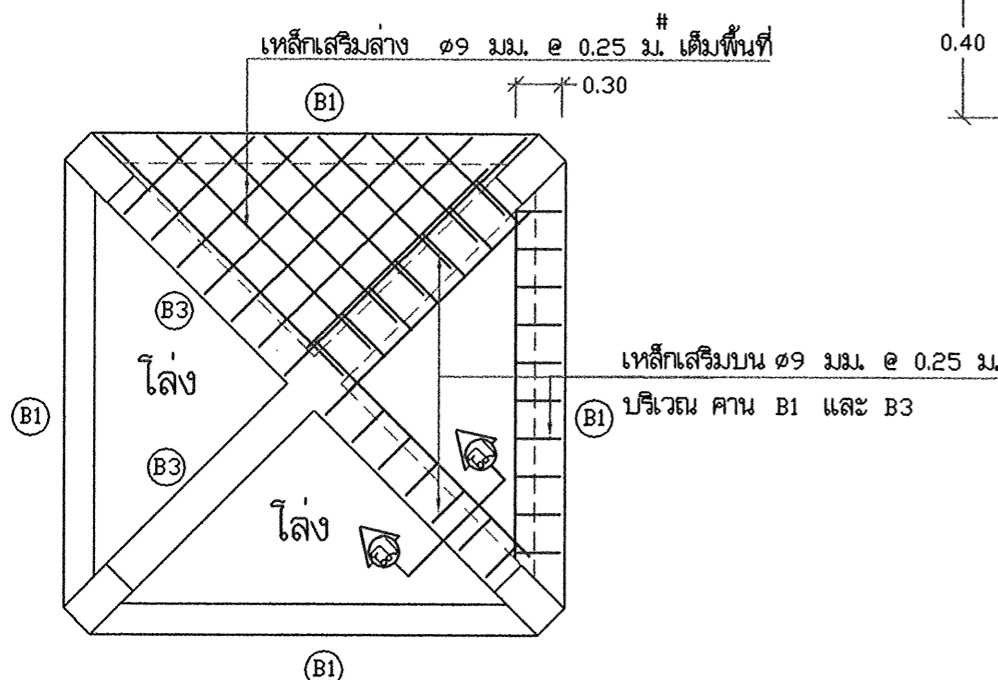 #
เหล็กเสริมล่าง ø9 มม. @ 0.25 ม. เต็มพื้นที่
0.40
0.30
B1
B3
โล่ง
เหล็กเสริมบน ø9 มม. @ 0.25 ม.
บริเวณ คาน B1 และ B3
B1
B1
B3
โล่ง
B1